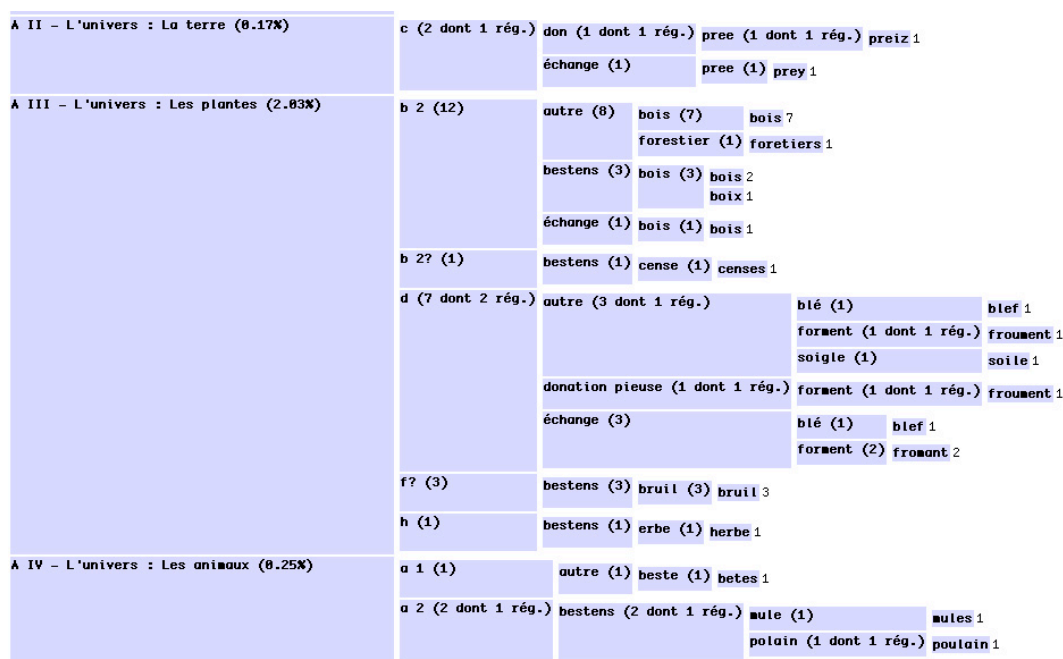 A II - L'univers : La terre (0.17%) c (2 dont 1 rég.) don (1 dont 1 rég.) pree (1 dont 1 rég.) preiz 1
échange (1) pree (1) prey 1
A III - L'univers : Les plantes (2.03%) b 2 (12) autre (8) bois (7) bois 7
forestier (1) foretiers 1
bestens (3) bois (3) bois 2
boix 1
échange (1) bois (1) bois 1
b 2? (1) bestens (1) cense (1) censes 1
d (7 dont 2 rég.) autre (3 dont 1 rég.) blé (1) blef 1
forment (1 dont 1 rég.) froument 1
soigle (1) soile 1
donation pieuse (1 dont 1 rég.) forment (1 dont 1 rég.) froument 1
échange (3) blé (1) blef 1
forment (2) fromant 2
f? (3) bestens (3) bruil (3) bruil 3
h (1) bestens (1) erbe (1) herbe 1
A IV - L'univers : Les animaux (0.25%) a 1 (1) autre (1) beste (1) betes 1
a 2 (2 dont 1 rég.) bestens (2 dont 1 rég.) mule (1) mules 1
polain (1 dont 1 rég.) poulain 1